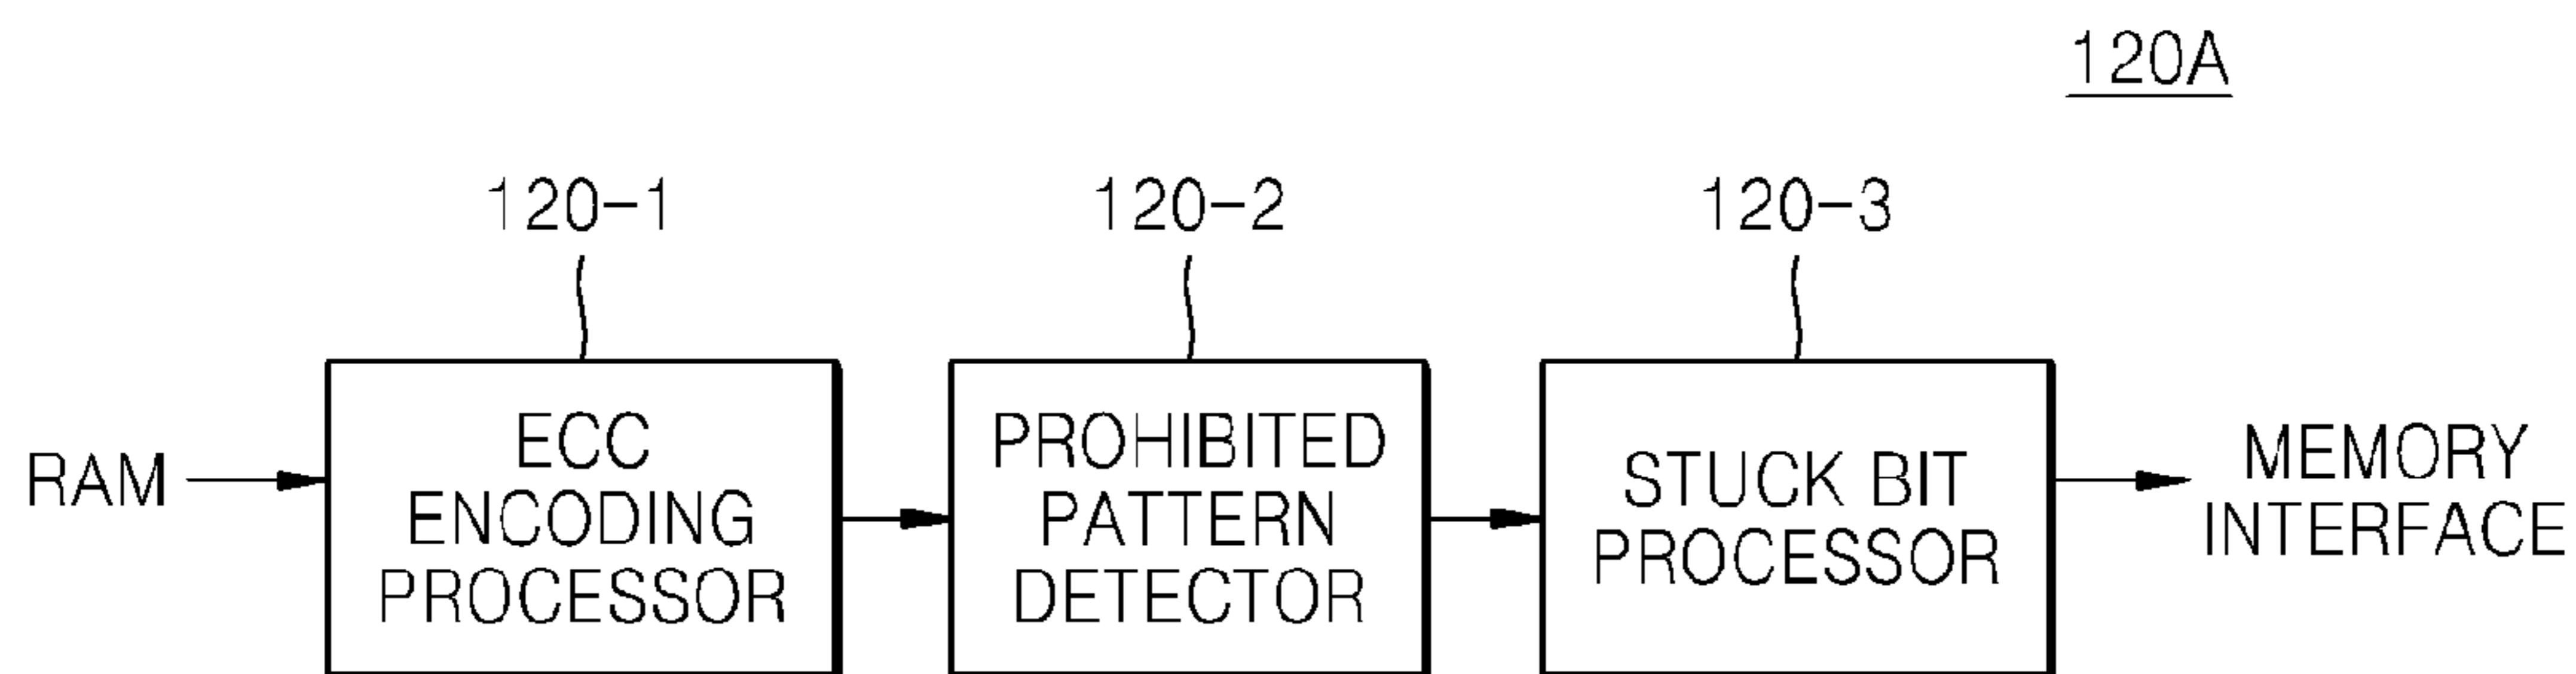 120A
120-1
120-2
120-3
RAM
ECC
ENCODING
PROCESSOR
PROHIBITED
PATTERN
DETECTOR
STUCK BIT
PROCESSOR
MEMORY
INTERFACE